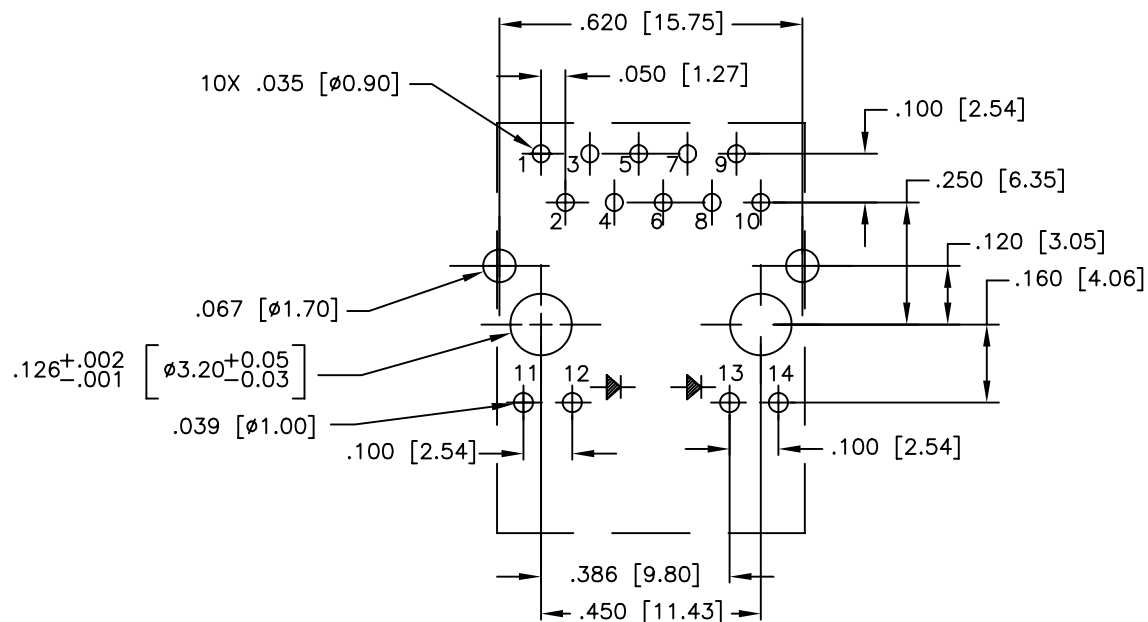 .620 [15.75]
10X .035 [ø0.90]
.050 [1.27]
.100 [2.54]
1 3 5 7 9
.250 [6.35]
2 4 6 8 10
.120 [3.05]
.160 [4.06]
.067 [ø1.70]
.126 +.002 -.001 [ø3.20 +0.05 -0.03]
11 12 13 14
.039 [ø1.00]
.100 [2.54]
.100 [2.54]
.386 [9.80]
.450 [11.43]